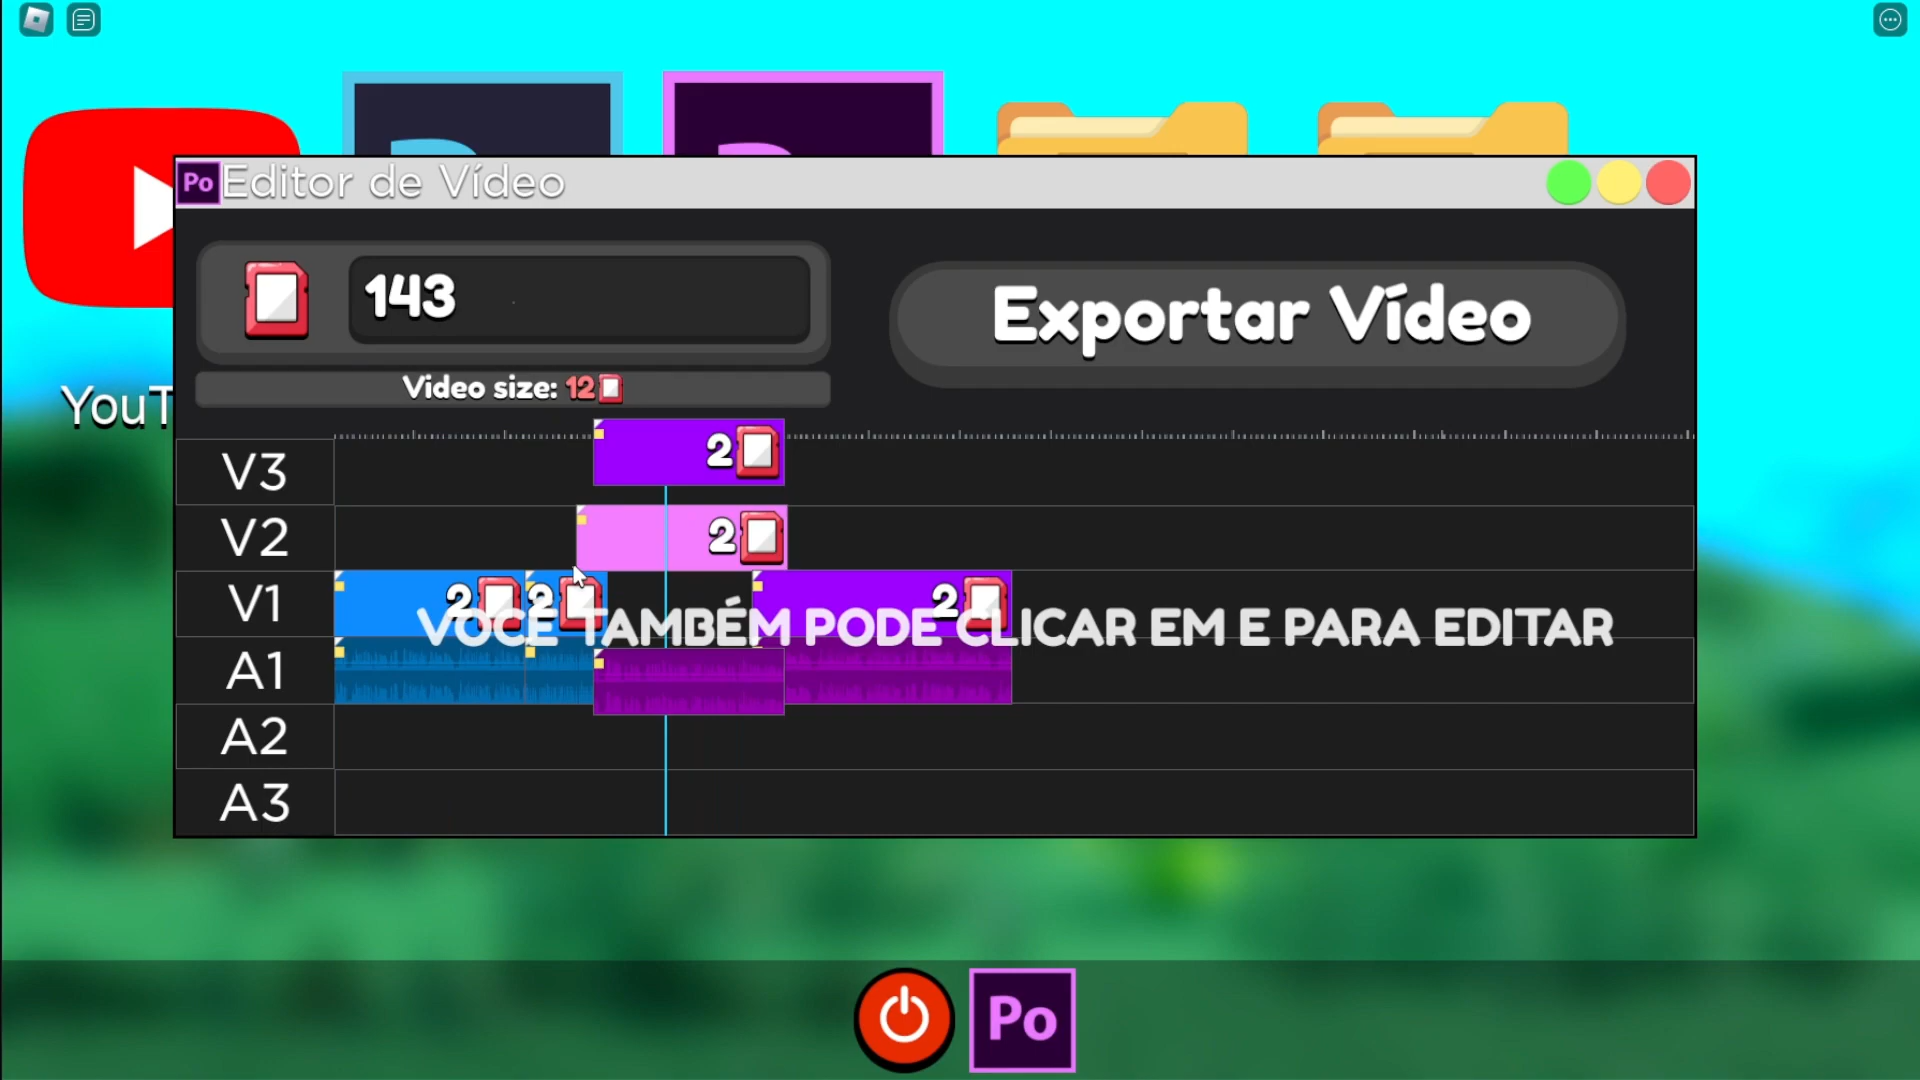 Po Editor de Vídeo
143
Exportar Vídeo
Video size: 12
YouT
V3
2
V2
2
V1
2
2
2
VOCÊ TAMBÉM PODE CLICAR EM E PARA EDITAR
A1
A2
A3
Po